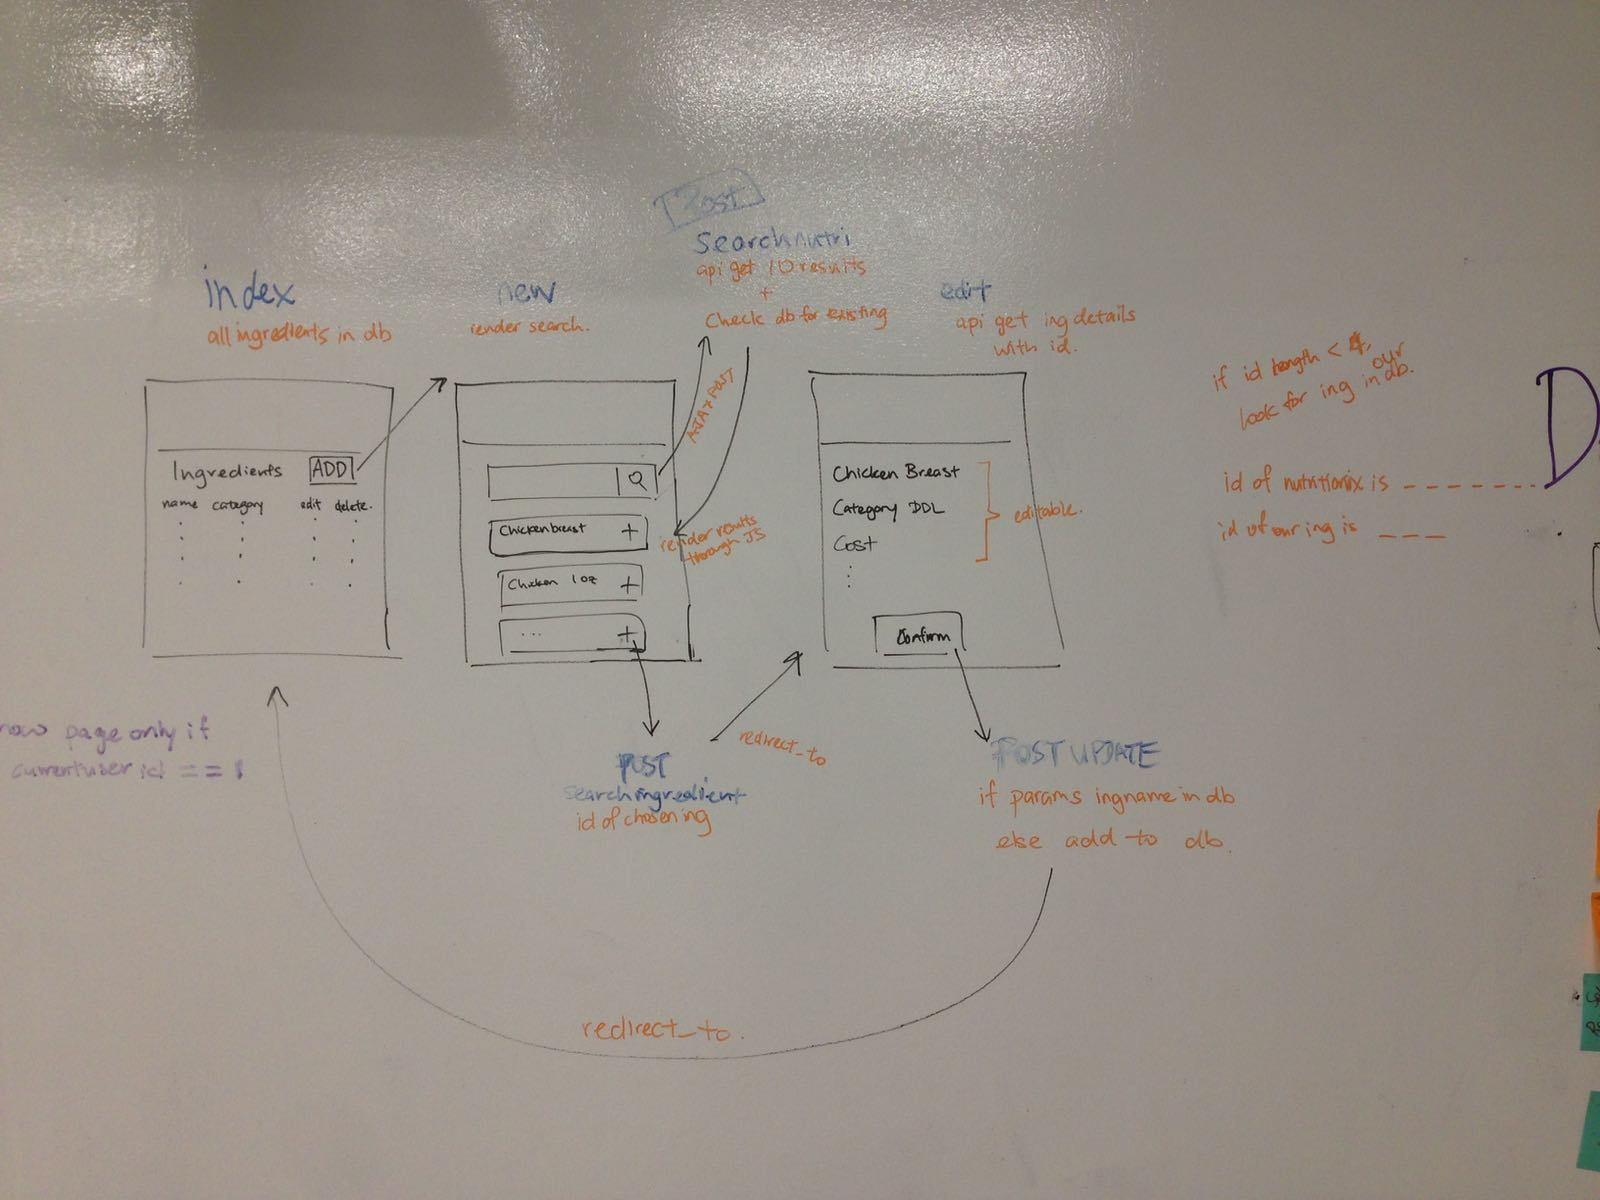 Post
Searchnutri
api get 10 results
+
Check db for existing
index
all ingredients in db
new
render search.
edit
api get ing details
with id.
if id length < 4,
look for ing in our db.
id of nutritionix is _ _ _ _ _ _ _
id of our ing is _ _ _
Ingredients ADD
name category edit delete.
AJAX POST
Chickenbreast +
Chicken 1 oz +
... +
render results
through JS
Chicken Breast
Category DDL
Cost
editable.
Confirm
page only if
currentuser id == 1
POST
searchingredient
id of chosen ing
redirect_to
POST UPDATE
if params ingname in db
else add to db.
redirect_to.
D